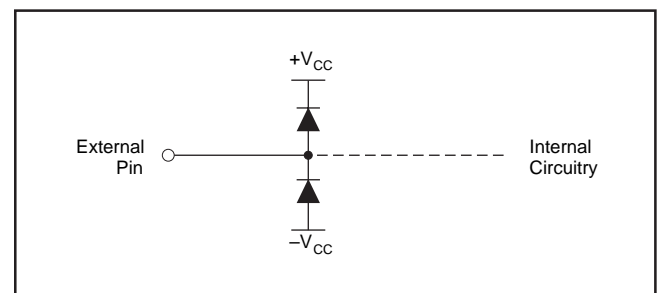 +VCC
External
Pin
Internal
Circuitry
–VCC